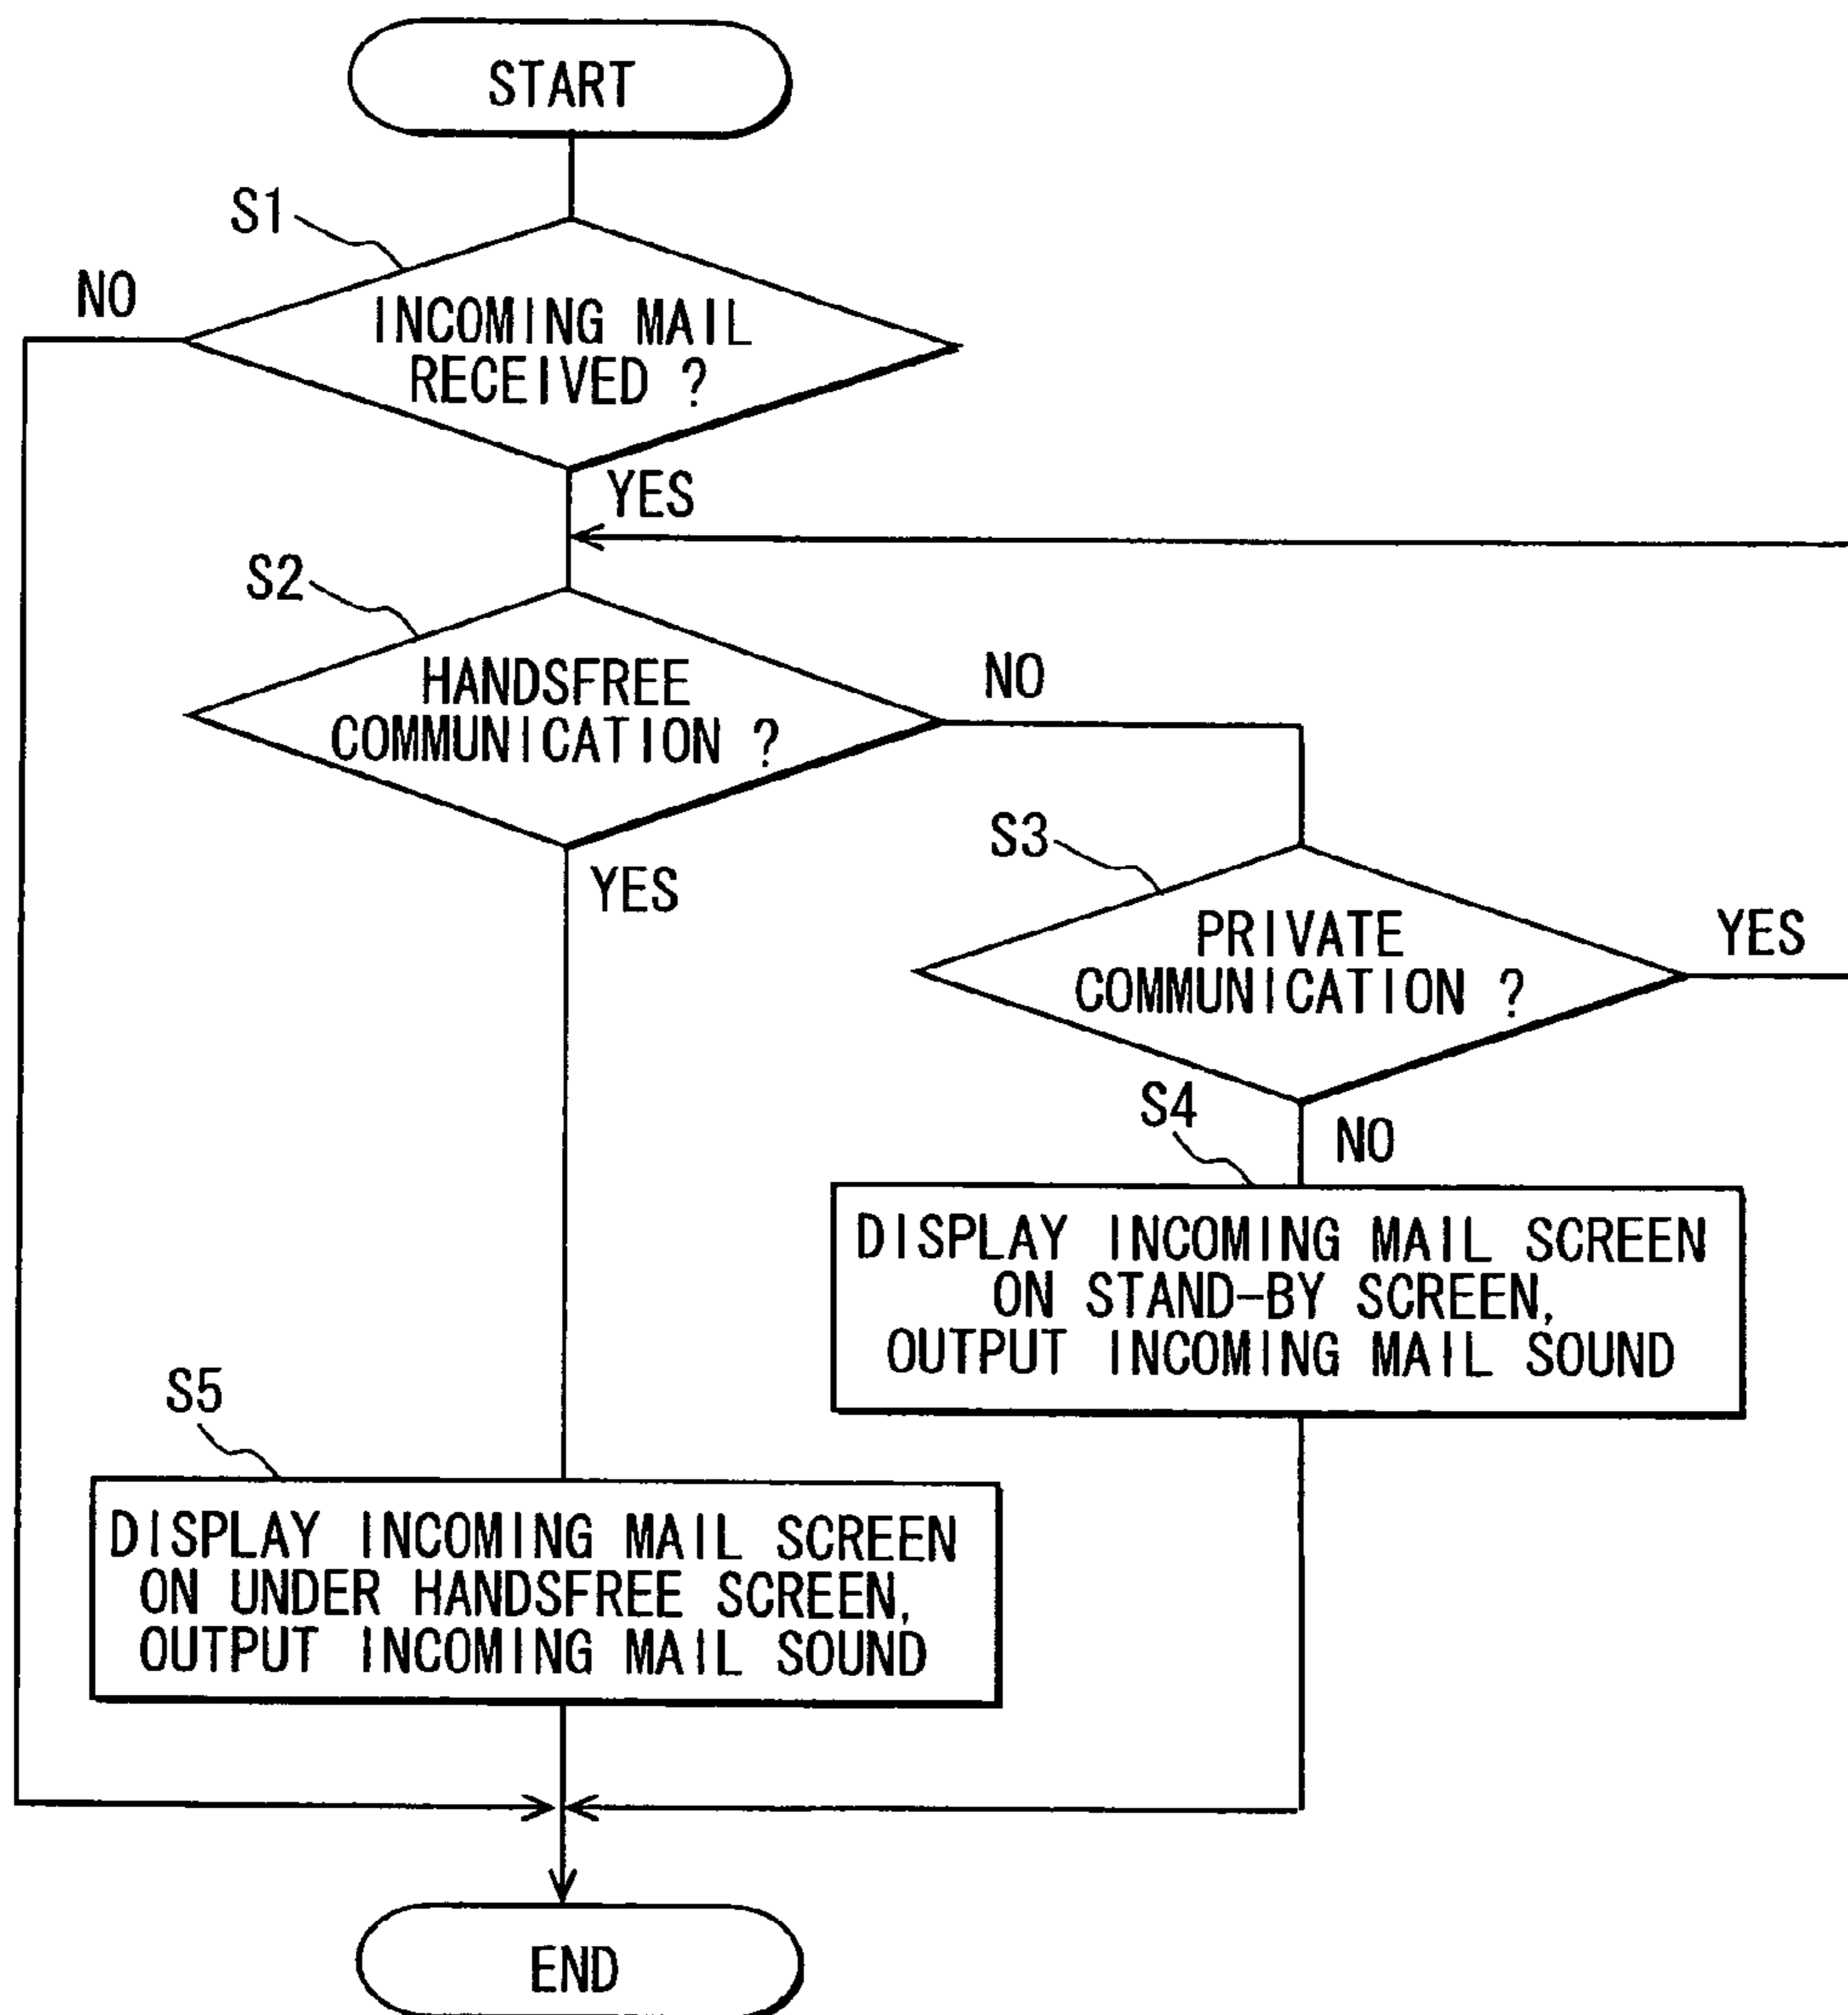 START
S1
NO
INCOMING MAIL
RECEIVED ?
YES
S2
HANDSFREE
COMMUNICATION ?
NO
YES
S3
PRIVATE
COMMUNICATION ?
YES
NO
S4
DISPLAY INCOMING MAIL SCREEN
ON STAND-BY SCREEN,
OUTPUT INCOMING MAIL SOUND
S5
DISPLAY INCOMING MAIL SCREEN
ON UNDER HANDSFREE SCREEN,
OUTPUT INCOMING MAIL SOUND
END